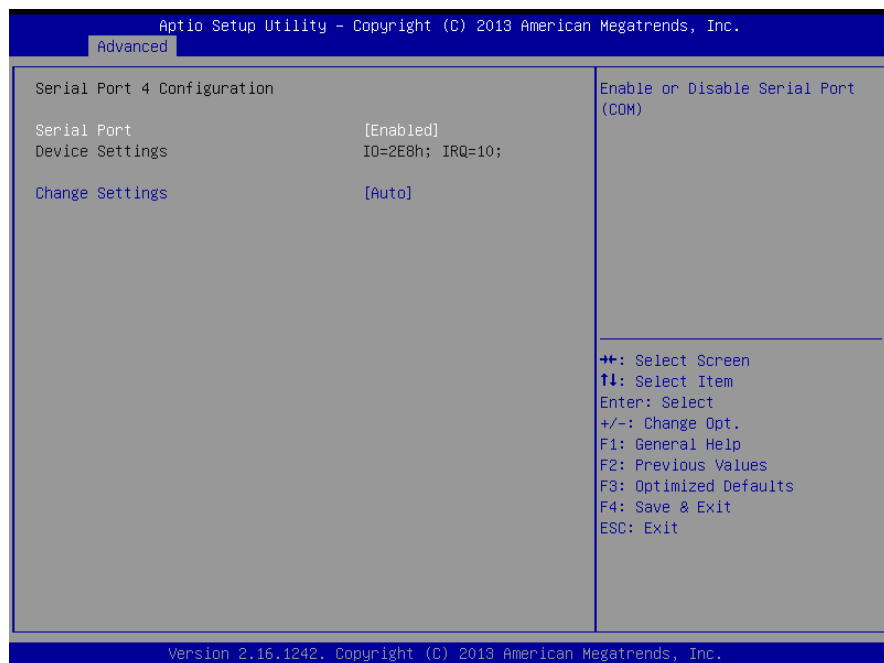 Aptio Setup Utility – Copyright (C) 2013 American Megatrends, Inc.
Advanced
Serial Port 4 Configuration
Serial Port [Enabled]
Device Settings IO=2E8h; IRQ=10;
Change Settings [Auto]
Enable or Disable Serial Port
(COM)
→←: Select Screen
↑↓: Select Item
Enter: Select
+/-: Change Opt.
F1: General Help
F2: Previous Values
F3: Optimized Defaults
F4: Save & Exit
ESC: Exit
Version 2.16.1242. Copyright (C) 2013 American Megatrends, Inc.